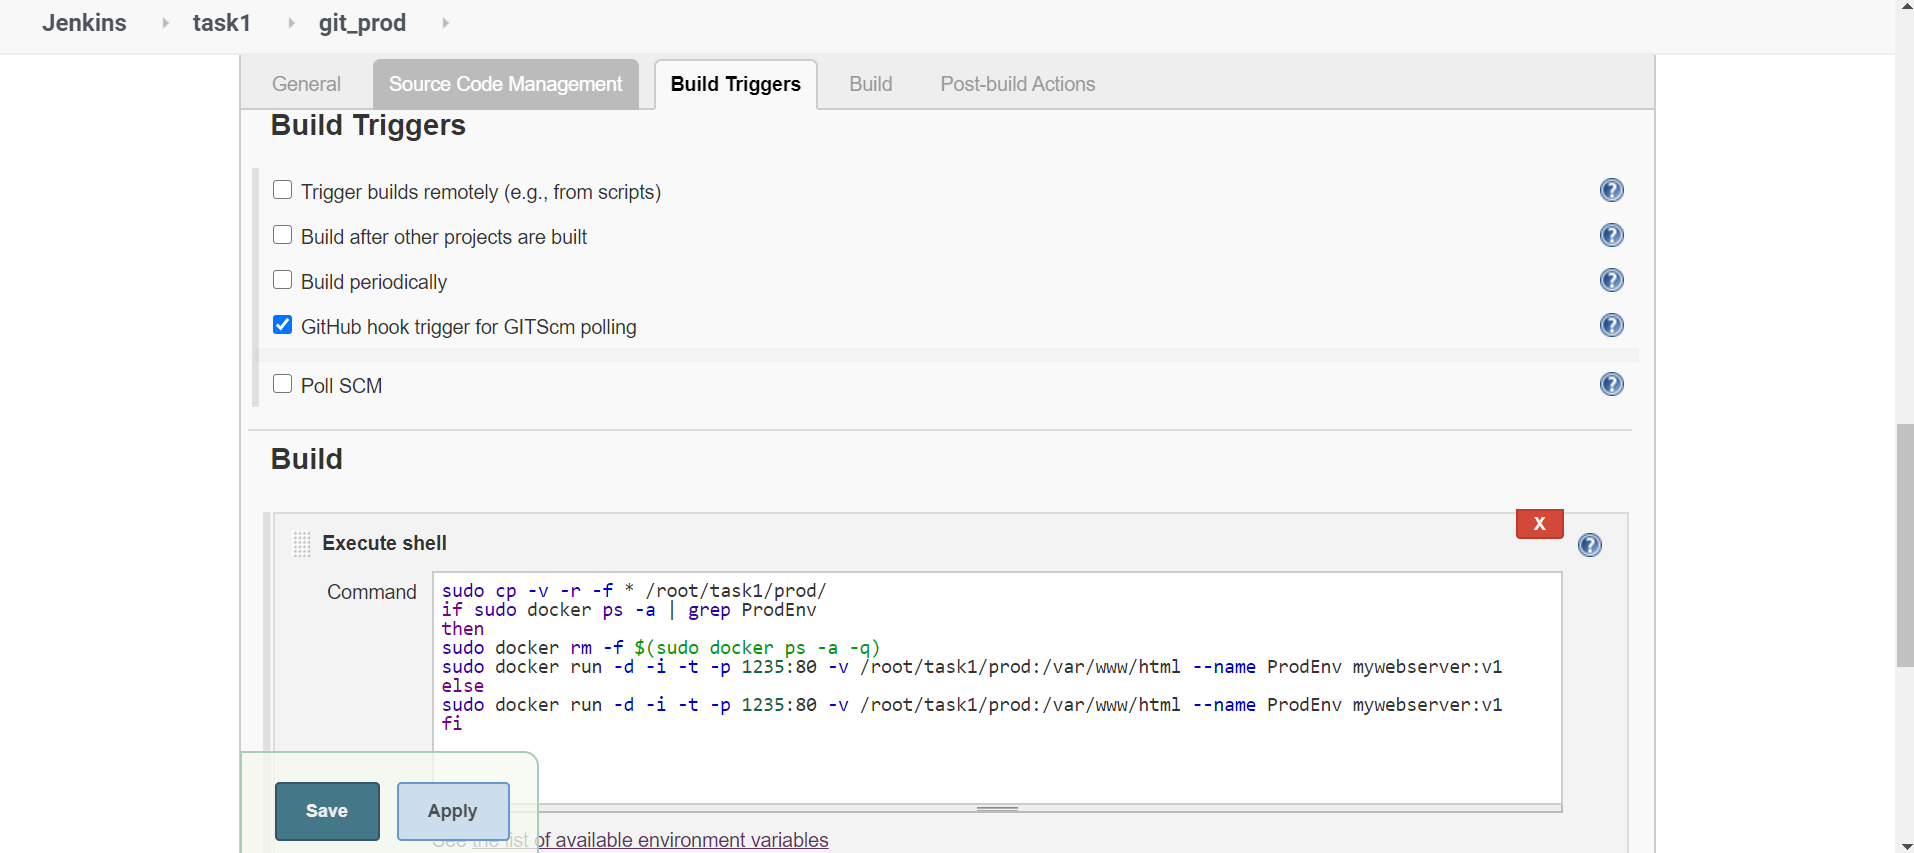 Jenkins task1 git_prod
General Source Code Management Build Triggers Build Post-build Actions
Build Triggers
Trigger builds remotely (e.g., from scripts)
?
Build after other projects are built
?
Build periodically
?
GitHub hook trigger for GITScm polling
?
Poll SCM
?
Build
X
Execute shell
?
Command
sudo cp -v -r -f * /root/task1/prod/
if sudo docker ps -a | grep ProdEnv
then
sudo docker rm -f $(sudo docker ps -a -q)
sudo docker run -d -i -t -p 1235:80 -v /root/task1/prod:/var/www/html --name ProdEnv mywebserver:v1
else
sudo docker run -d -i -t -p 1235:80 -v /root/task1/prod:/var/www/html --name ProdEnv mywebserver:v1
fi
Save Apply
See the list of available environment variables